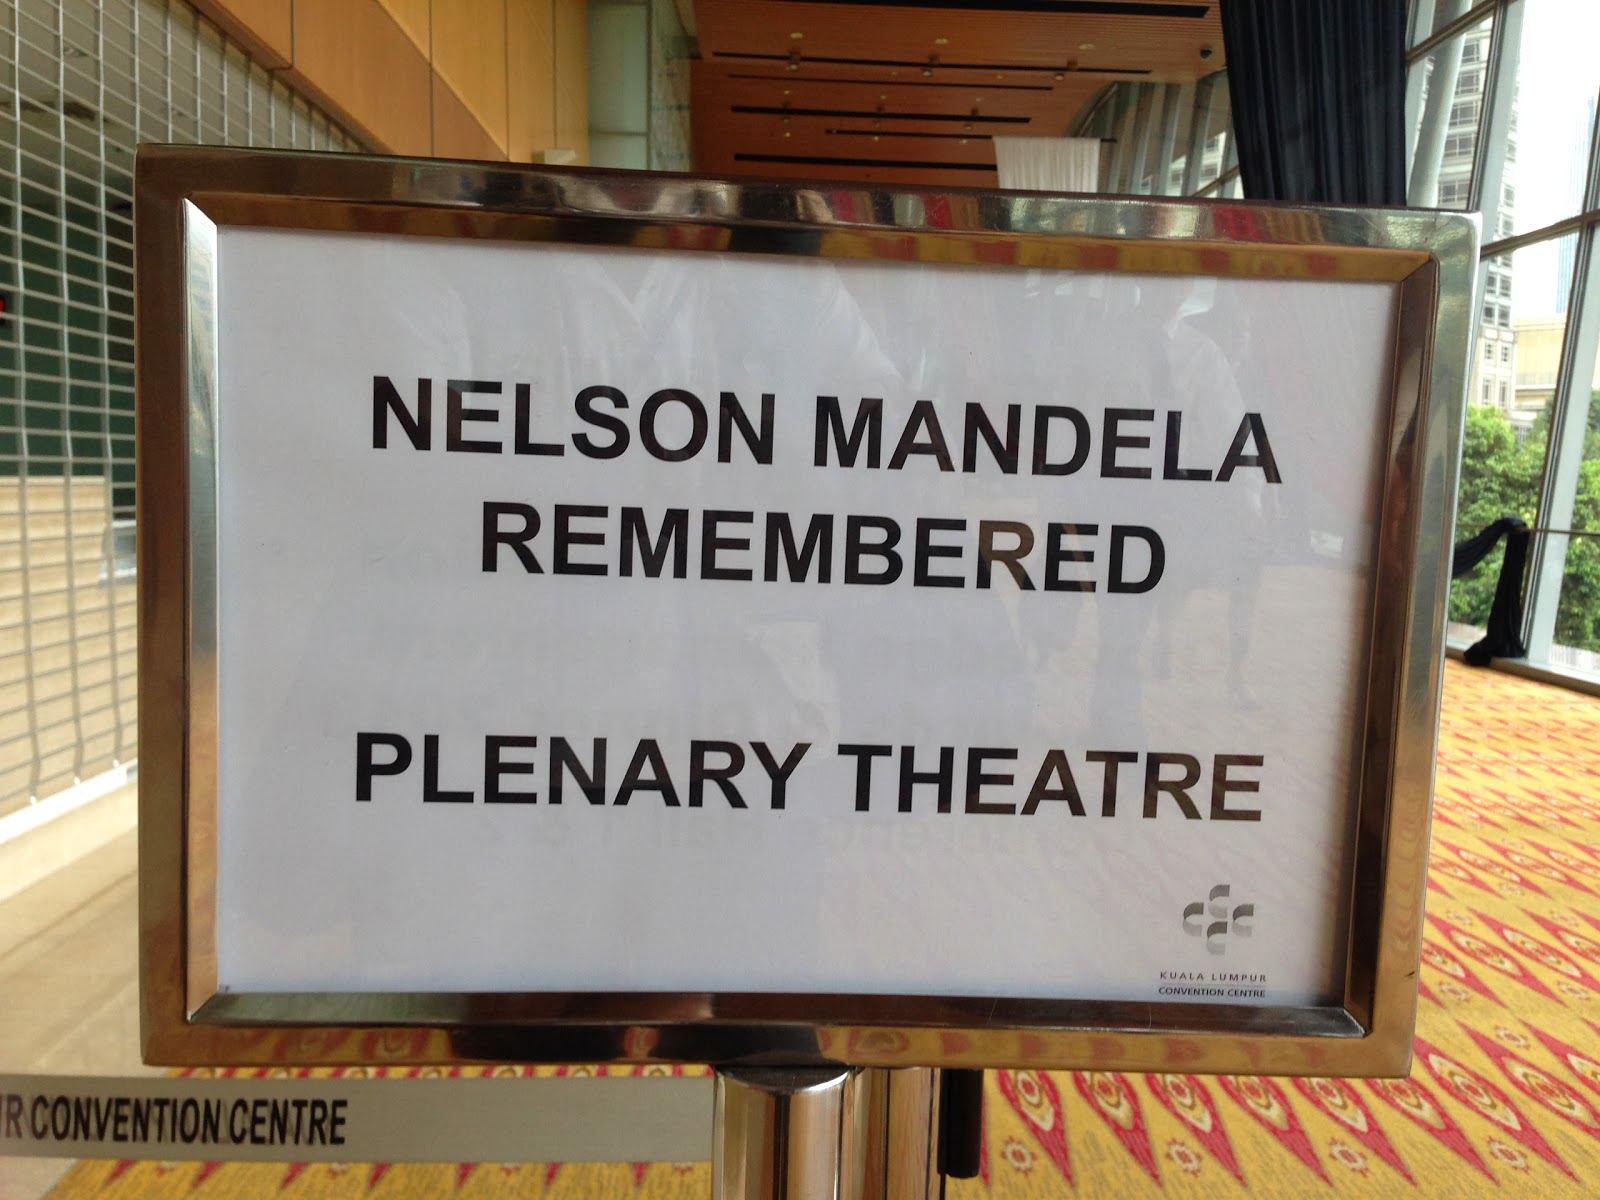 NELSON MANDELA
REMEMBERED
PLENARY THEATRE
KUALA LUMPUR
CONVENTION CENTRE
CONVENTION CENTRE